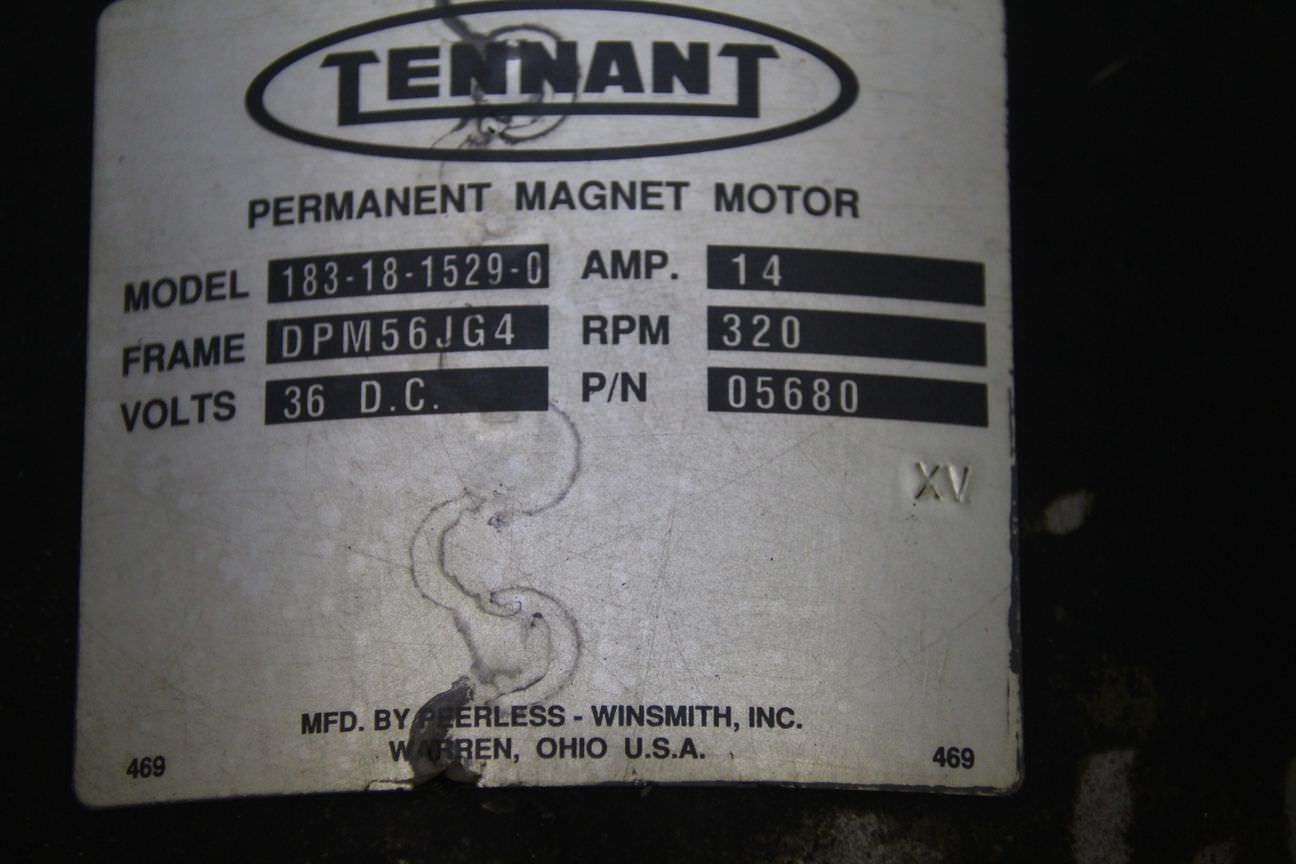 TENNANT
PERMANENT MAGNET MOTOR
MODEL 183-18-1529-0 AMP. 14
FRAME DPM56JG4 RPM 320
VOLTS 36 D.C. P/N 05680
XV
MFD. BY PEERLESS - WINSMITH, INC.
WARREN, OHIO U.S.A.
469 469